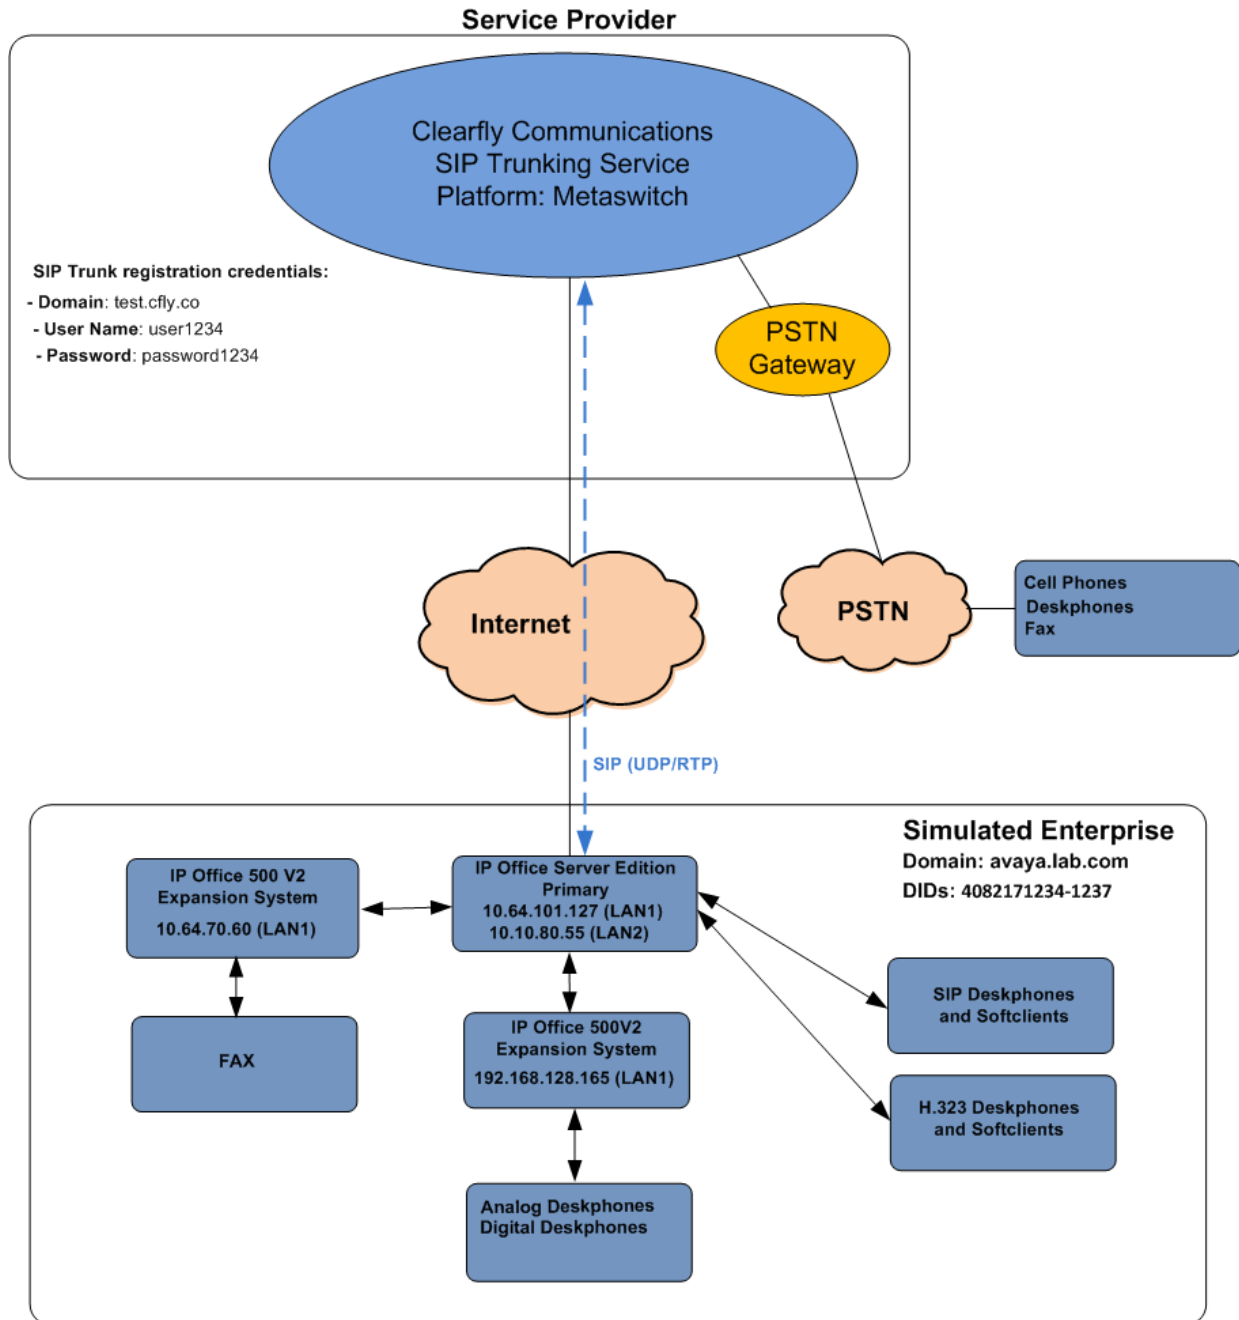 Service Provider
Clearfly Communications
SIP Trunking Service
Platform: Metaswitch
SIP Trunk registration credentials:
- Domain: test.cfly.co
- User Name: user1234
- Password: password1234
PSTN
Gateway
Internet
PSTN
Cell Phones
Deskphones
Fax
SIP (UDP/RTP)
Simulated Enterprise
Domain: avaya.lab.com
DIDs: 4082171234-1237
IP Office 500 V2
Expansion System
10.64.70.60 (LAN1)
IP Office Server Edition
Primary
10.64.101.127 (LAN1)
10.10.80.55 (LAN2)
SIP Deskphones
and Softclients
FAX
IP Office 500V2
Expansion System
192.168.128.165 (LAN1)
H.323 Deskphones
and Softclients
Analog Deskphones
Digital Deskphones